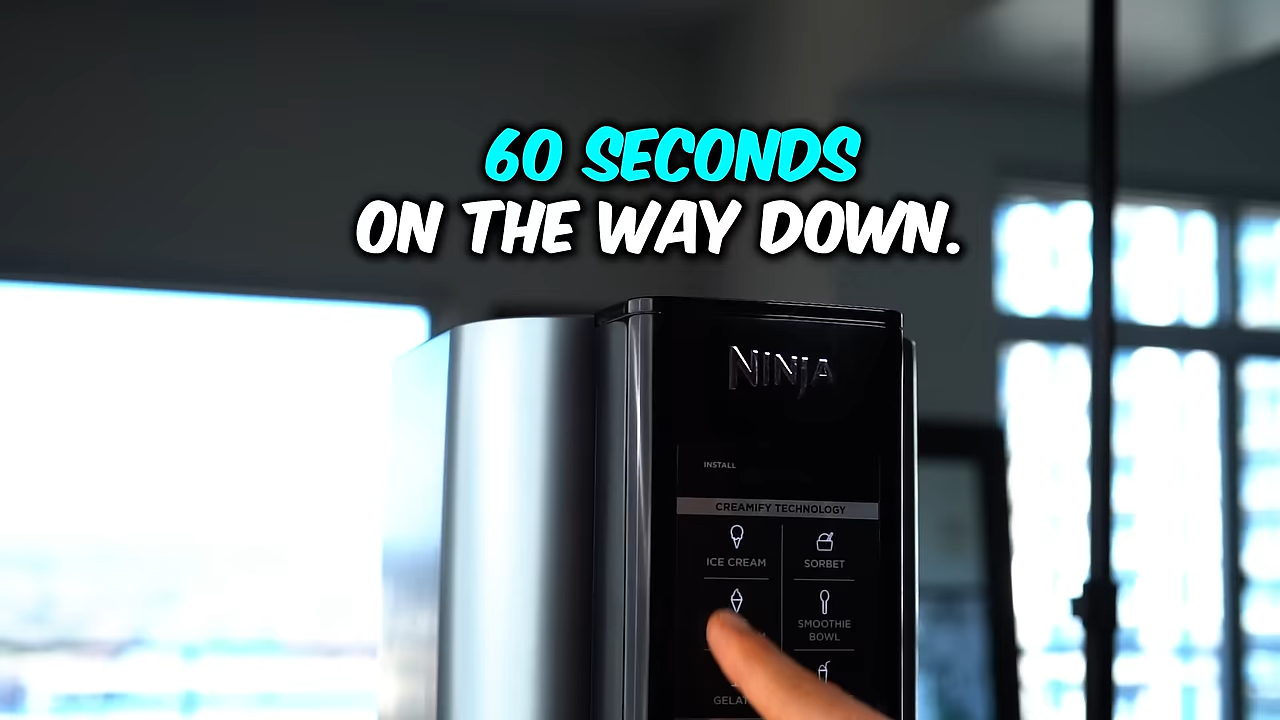 60 SECONDS
ON THE WAY DOWN.
NINJA
INSTALL
CREAMIFY TECHNOLOGY
ICE CREAM
SORBET
SMOOTHIE
BOWL